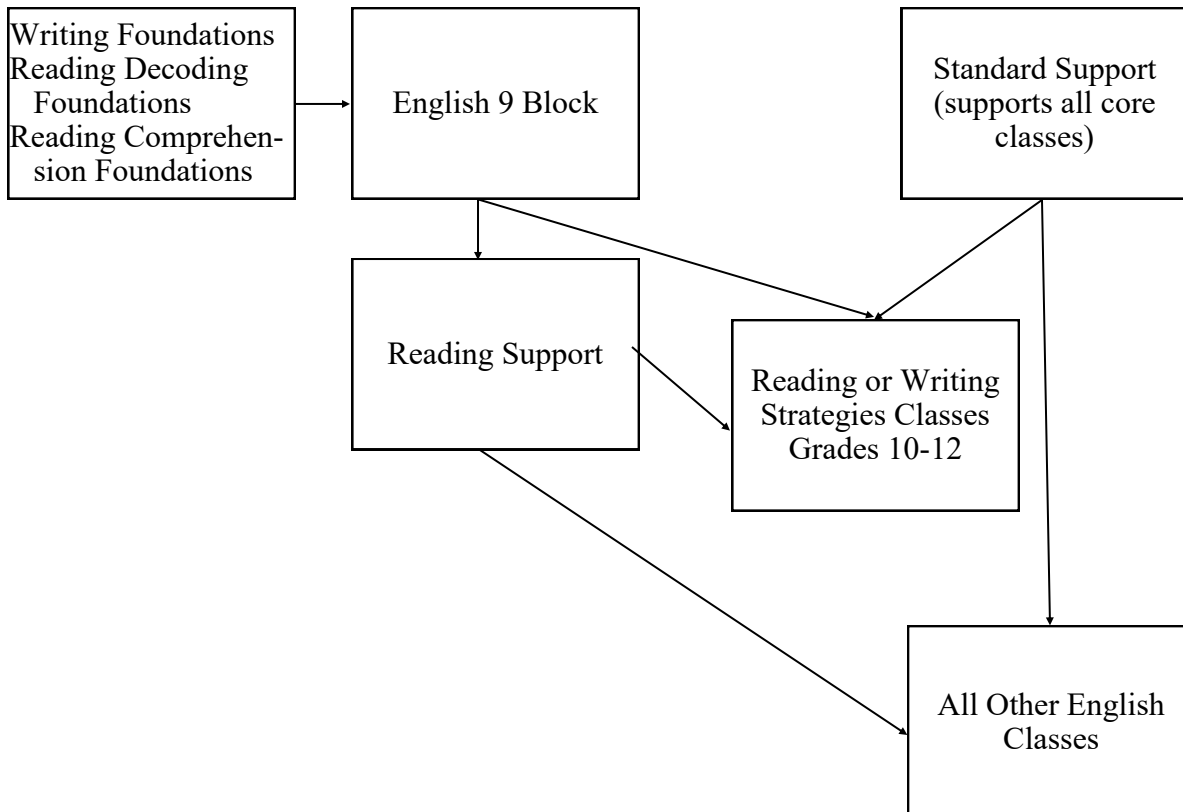 Writing Foundations
Reading Decoding
Foundations
Reading Comprehen-
sion Foundations
English 9 Block
Standard Support
(supports all core
classes)
Reading Support
Reading or Writing
Strategies Classes
Grades 10-12
All Other English
Classes